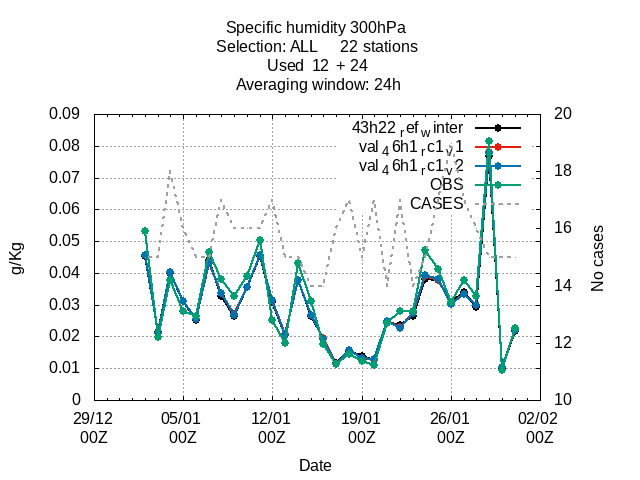 Specific humidity 300hPa
Selection: ALL 22 stations
Used 12 + 24
Averaging window: 24h
0.09
0.08
0.07
0.06
0.05
0.04
0.03
0.02
0.01
0
g/Kg
20
18
16
14
12
10
No cases
43h22refwinter
val46h1rc1v1
val46h1rc1v2
OBS
CASES
29/12 05/01 12/01 19/01 26/01 02/02
00Z 00Z 00Z 00Z 00Z 00Z
Date